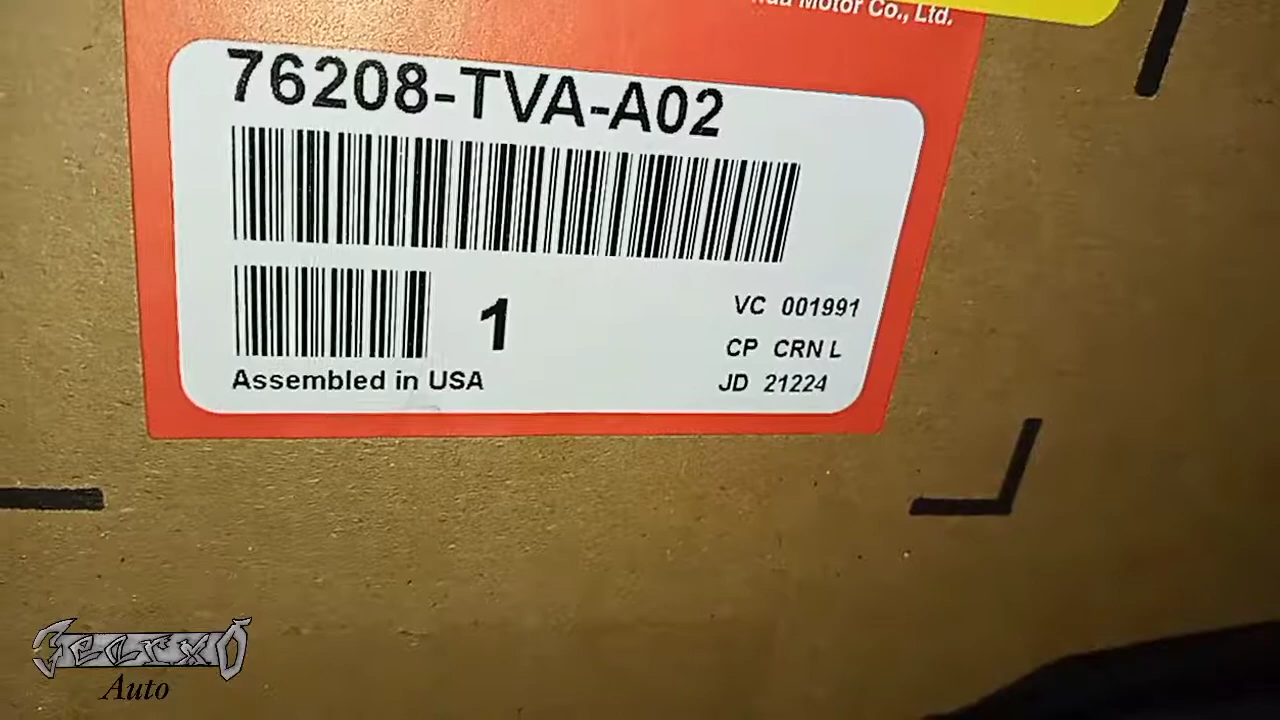 Motor Co., Ltd.
76208-TVA-A02
1
VC 001991
CP CRN L
JD 21224
Assembled in USA
Auto